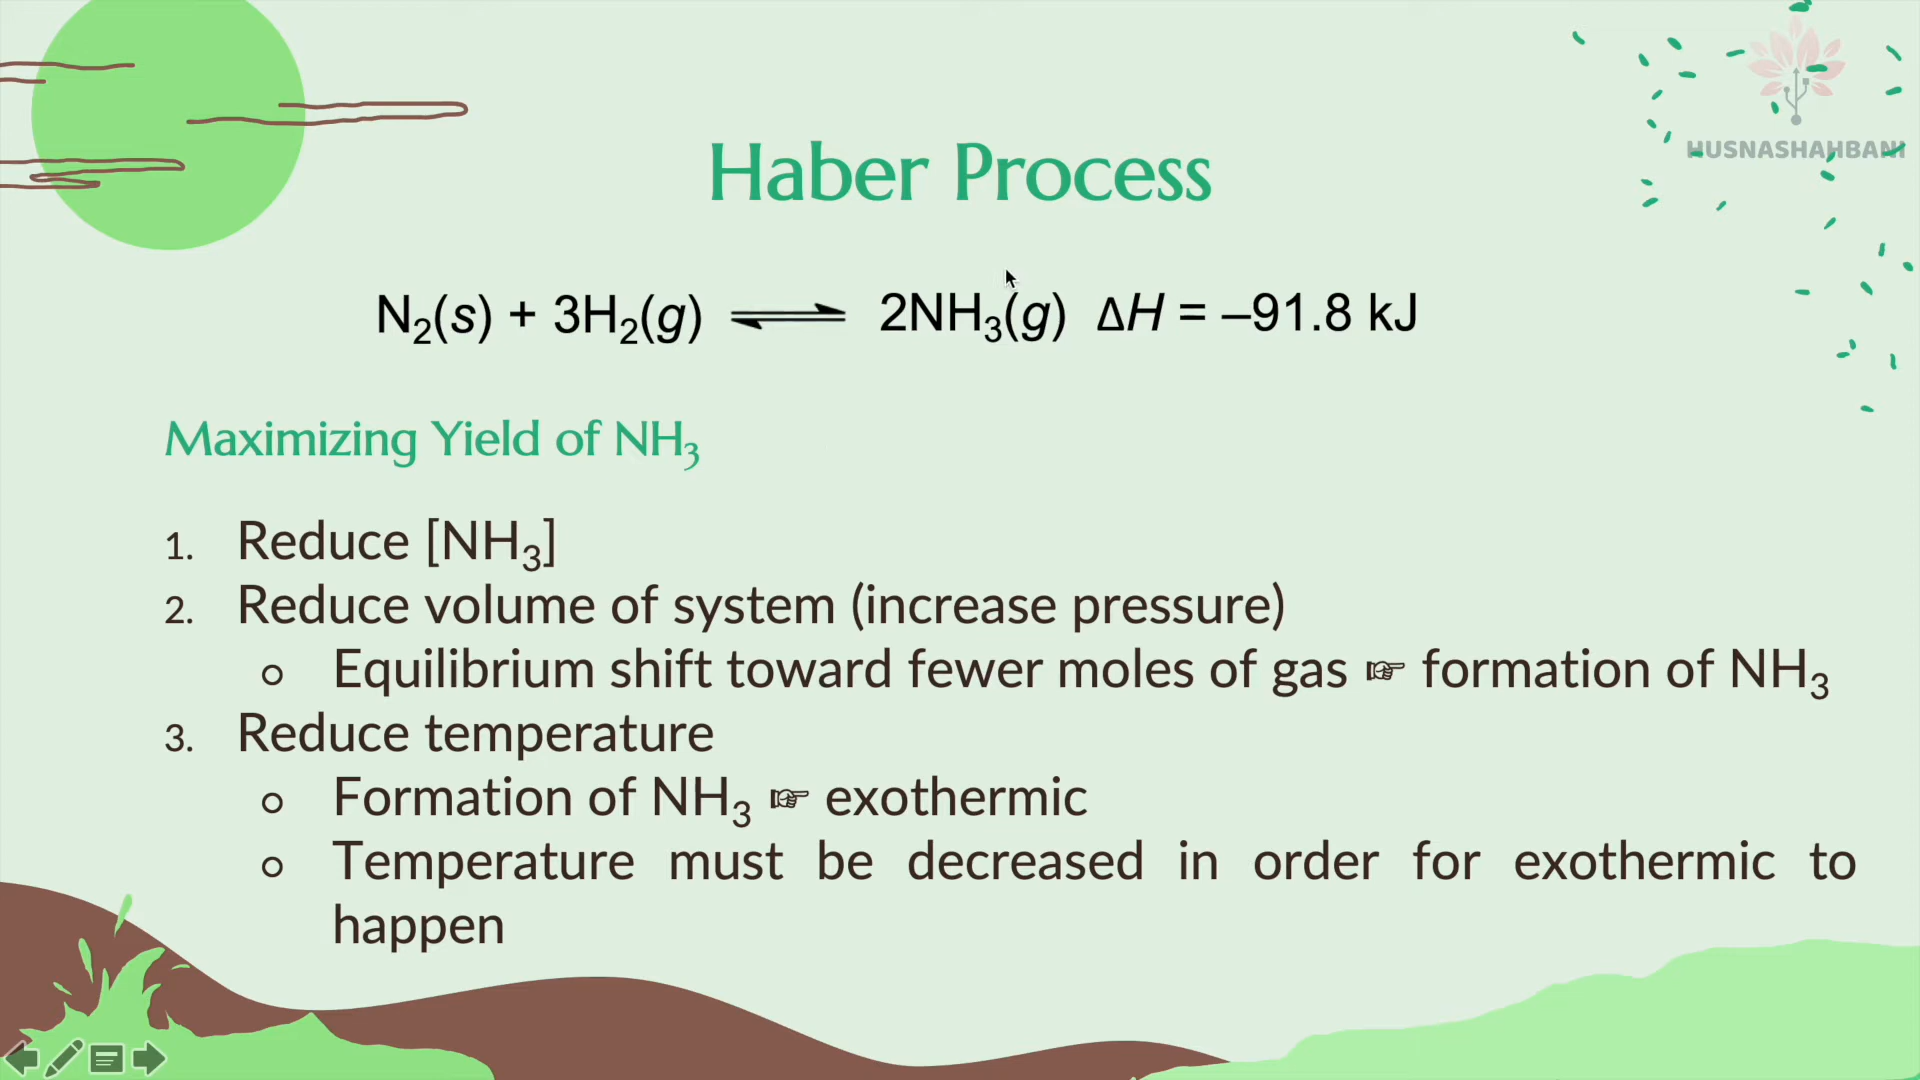 HUSNASHAHBANI
Haber Process
N₂(s) + 3H₂(g) ⇌ 2NH₃(g) ΔH = –91.8 kJ
Maximizing Yield of NH₃
1. Reduce [NH₃]
2. Reduce volume of system (increase pressure)
o Equilibrium shift toward fewer moles of gas ☞ formation of NH₃
3. Reduce temperature
o Formation of NH₃ ☞ exothermic
o Temperature must be decreased in order for exothermic to
happen